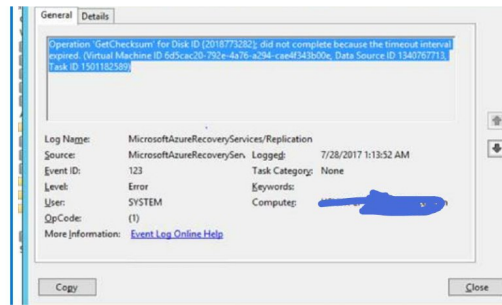 General Details
Operation 'GetChecksum' for Disk ID (2018773282); did not complete because the timeout interval
expired. (Virtual Machine ID 6d5cac20-792e-4a76-a294-cae4f343b00e, Data Source ID 1340767713,
Task ID 1501182589)
Log Name: MicrosoftAzureRecoveryServices/Replication
Source: MicrosoftAzureRecoveryServ Logged: 7/28/2017 1:13:52 AM
Event ID: 123 Task Category: None
Level: Error Keywords:
User: SYSTEM Computer:
OpCode: (1)
More Information: Event Log Online Help
Copy Close